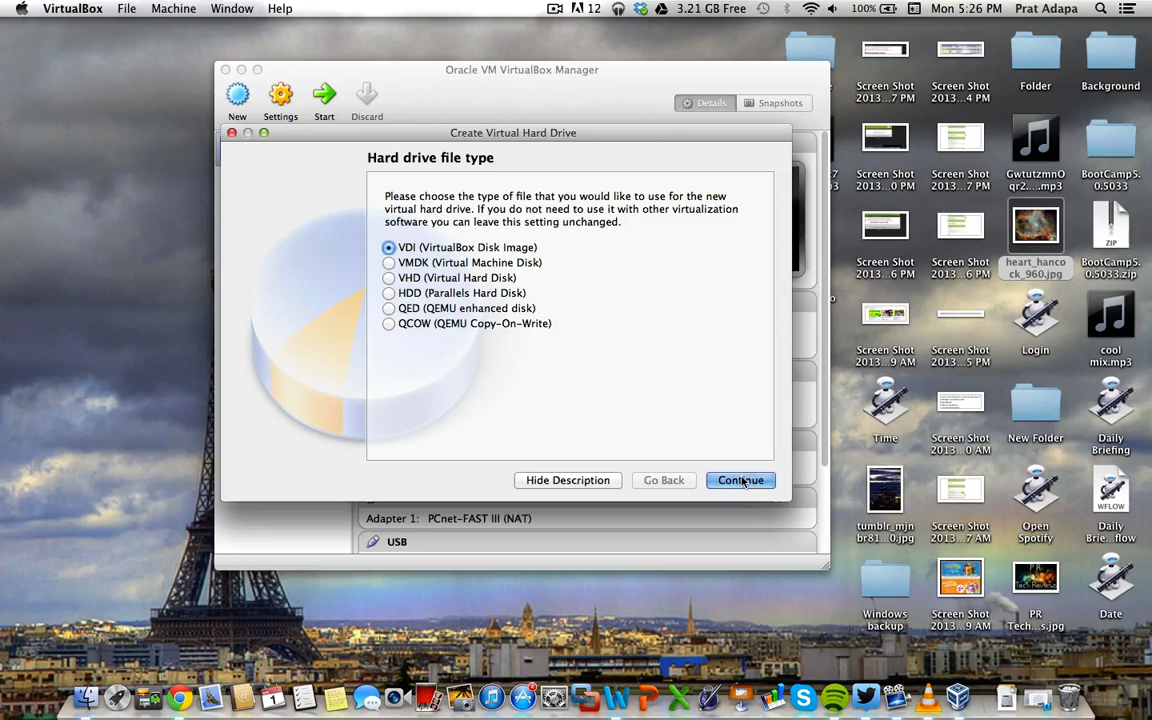 VirtualBox File Machine Window Help 12 3.21 GB Free 100% Mon 5:26 PM Prat Adapa
Oracle VM VirtualBox Manager
New Settings Start Discard Details Snapshots
Create Virtual Hard Drive
Hard drive file type
Please choose the type of file that you would like to use for the new
virtual hard drive. If you do not need to use it with other virtualization
software you can leave this setting unchanged.
VDI (VirtualBox Disk Image)
VMDK (Virtual Machine Disk)
VHD (Virtual Hard Disk)
HDD (Parallels Hard Disk)
QED (QEMU enhanced disk)
QCOW (QEMU Copy-On-Write)
Hide Description Go Back Continue
Adapter 1: PCnet-FAST III (NAT)
USB
Screen Shot
2013...7 PM
Screen Shot
2013...4 PM
Folder
Background
Screen Shot
2013...0 PM
Screen Shot
2013...7 PM
GwtutzmnO
qr2....mp3
BootCamp5.
0.5033
Screen Shot
2013...6 PM
Screen Shot
2013...6 PM
heart_hanco
ck_960.jpg
ZIP
BootCamp5.
0.5033.zip
Screen Shot
2013...9 AM
Screen Shot
2013...5 PM
Login
cool
mix.mp3
Time
Screen Shot
2013...0 AM
New Folder
Daily
Briefing
tumblr_mjn
br81...0.jpg
Screen Shot
2013...7 AM
Open
Spotify
WFLOW
Daily
Brie...flow
Windows
backup
Screen Shot
2013...9 AM
PR
Tech...s.jpg
Date